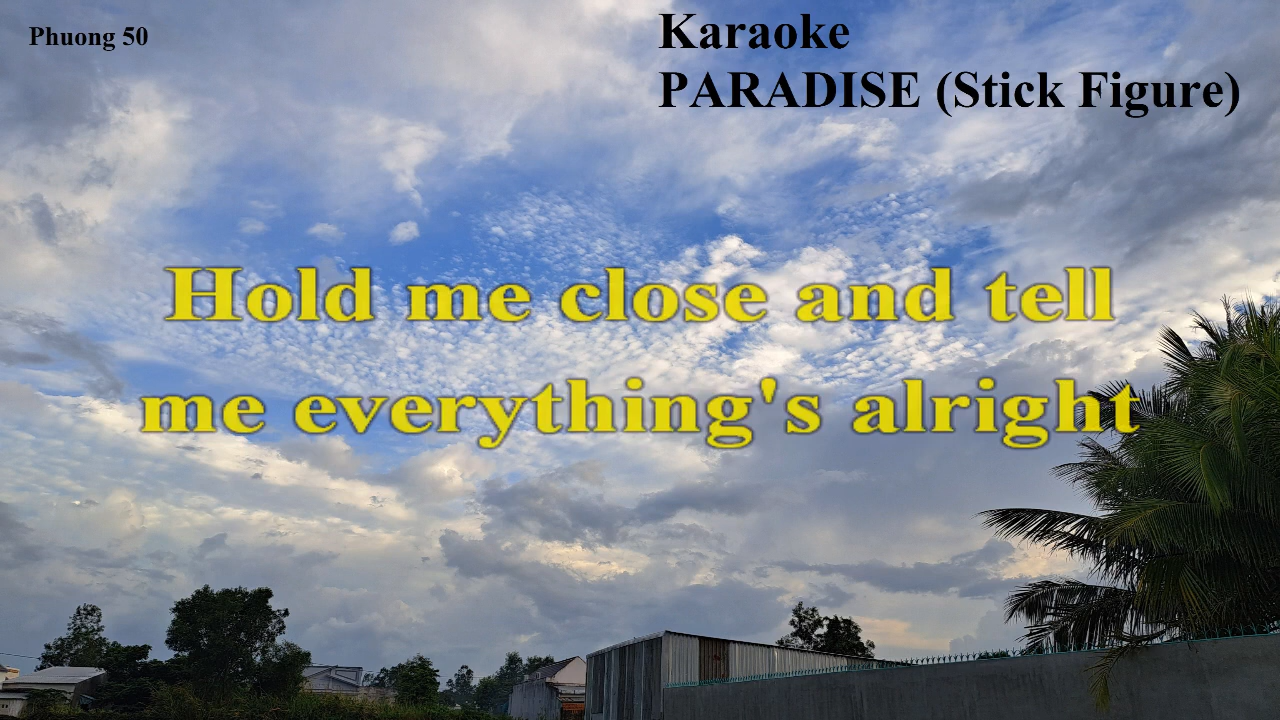 Phuong 50
Karaoke
PARADISE (Stick Figure)
Hold me close and tell
me everything's alright